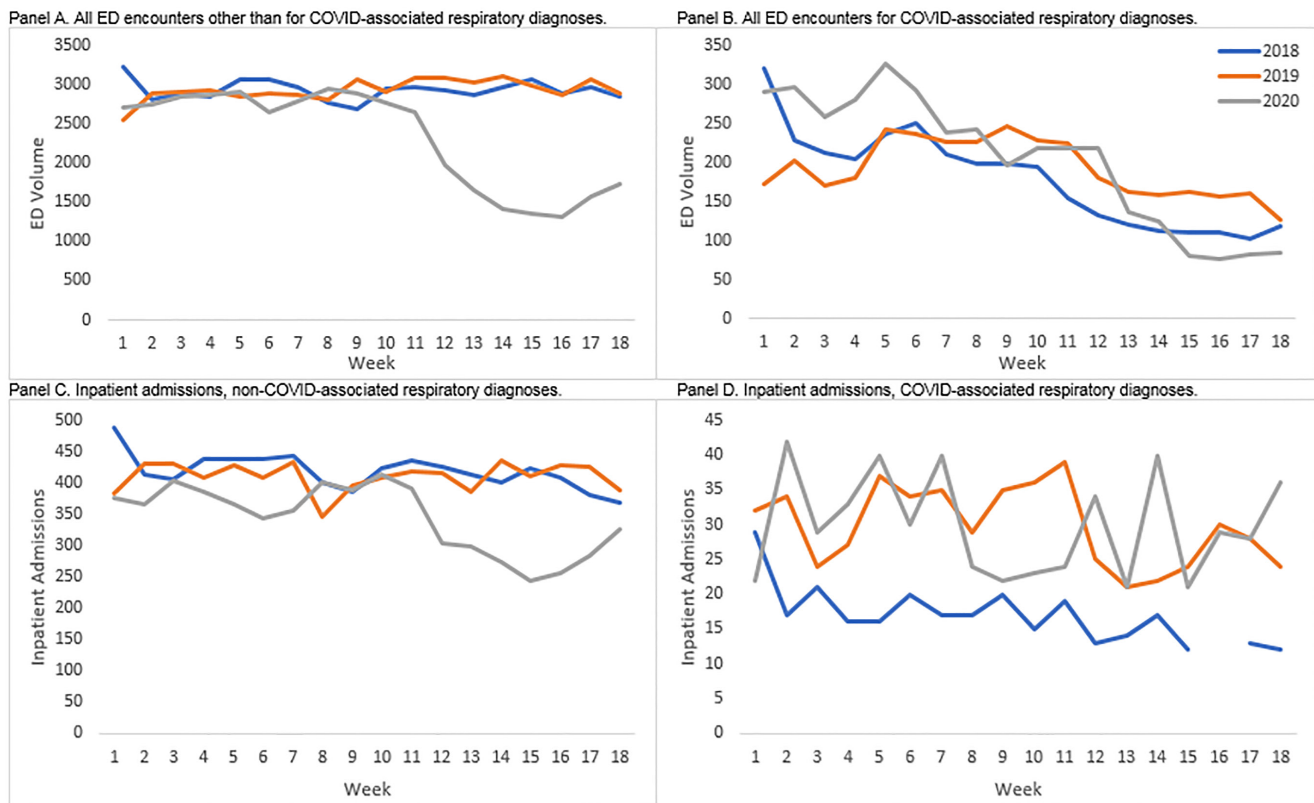 Panel A. All ED encounters other than for COVID-associated respiratory diagnoses.
3500
3000
2500
2000
1500
1000
500
0
ED Volume
1 2 3 4 5 6 7 8 9 10 11 12 13 14 15 16 17 18
Week
Panel B. All ED encounters for COVID-associated respiratory diagnoses.
350
300
250
200
150
100
50
0
ED Volume
2018
2019
2020
1 2 3 4 5 6 7 8 9 10 11 12 13 14 15 16 17 18
Week
Panel C. Inpatient admissions, non-COVID-associated respiratory diagnoses.
500
450
400
350
300
250
200
150
100
50
0
Inpatient Admissions
1 2 3 4 5 6 7 8 9 10 11 12 13 14 15 16 17 18
Week
Panel D. Inpatient admissions, COVID-associated respiratory diagnoses.
45
40
35
30
25
20
15
10
5
0
Inpatient Admissions
1 2 3 4 5 6 7 8 9 10 11 12 13 14 15 16 17 18
Week